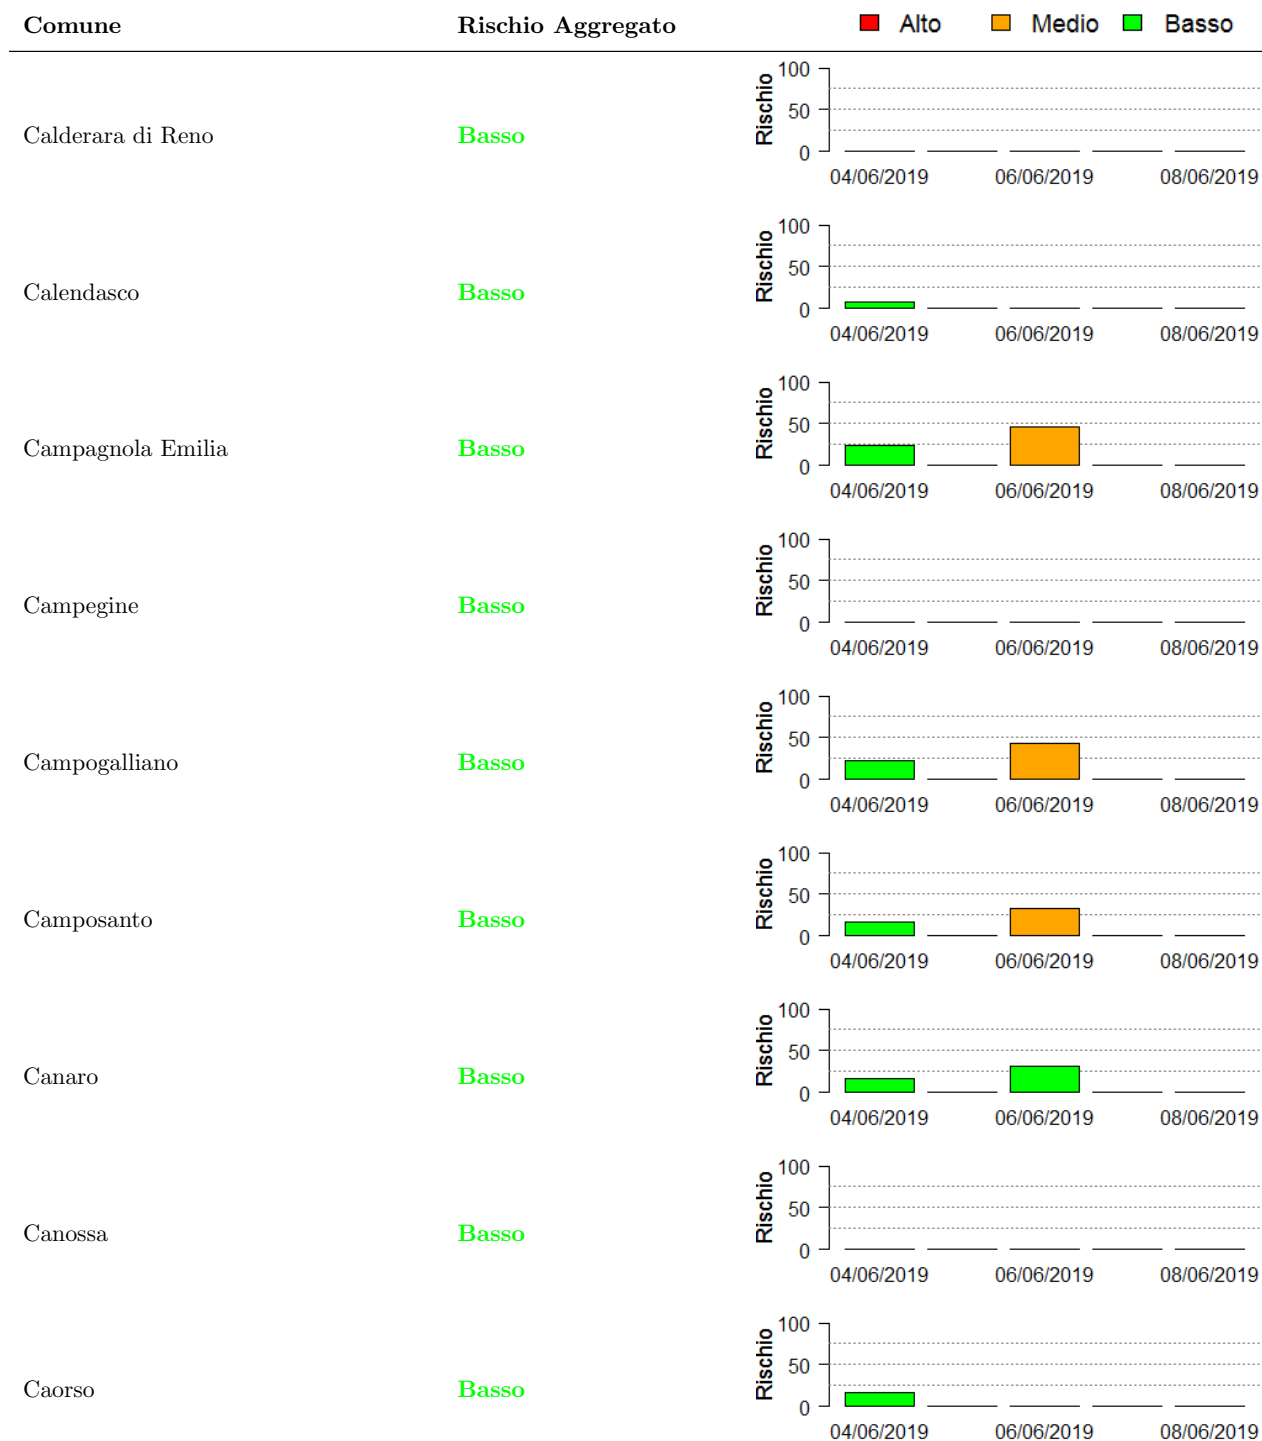 Comune Rischio Aggregato Alto Medio Basso
100
50
0
Rischio
Calderara di Reno Basso
04/06/2019 06/06/2019 08/06/2019
100
50
0
Rischio
Calendasco Basso
04/06/2019 06/06/2019 08/06/2019
100
50
0
Rischio
Campagnola Emilia Basso
04/06/2019 06/06/2019 08/06/2019
100
50
0
Rischio
Campegine Basso
04/06/2019 06/06/2019 08/06/2019
100
50
0
Rischio
Campogalliano Basso
04/06/2019 06/06/2019 08/06/2019
100
50
0
Rischio
Camposanto Basso
04/06/2019 06/06/2019 08/06/2019
100
50
0
Rischio
Canaro Basso
04/06/2019 06/06/2019 08/06/2019
100
50
0
Rischio
Canossa Basso
04/06/2019 06/06/2019 08/06/2019
100
50
0
Rischio
Caorso Basso
04/06/2019 06/06/2019 08/06/2019